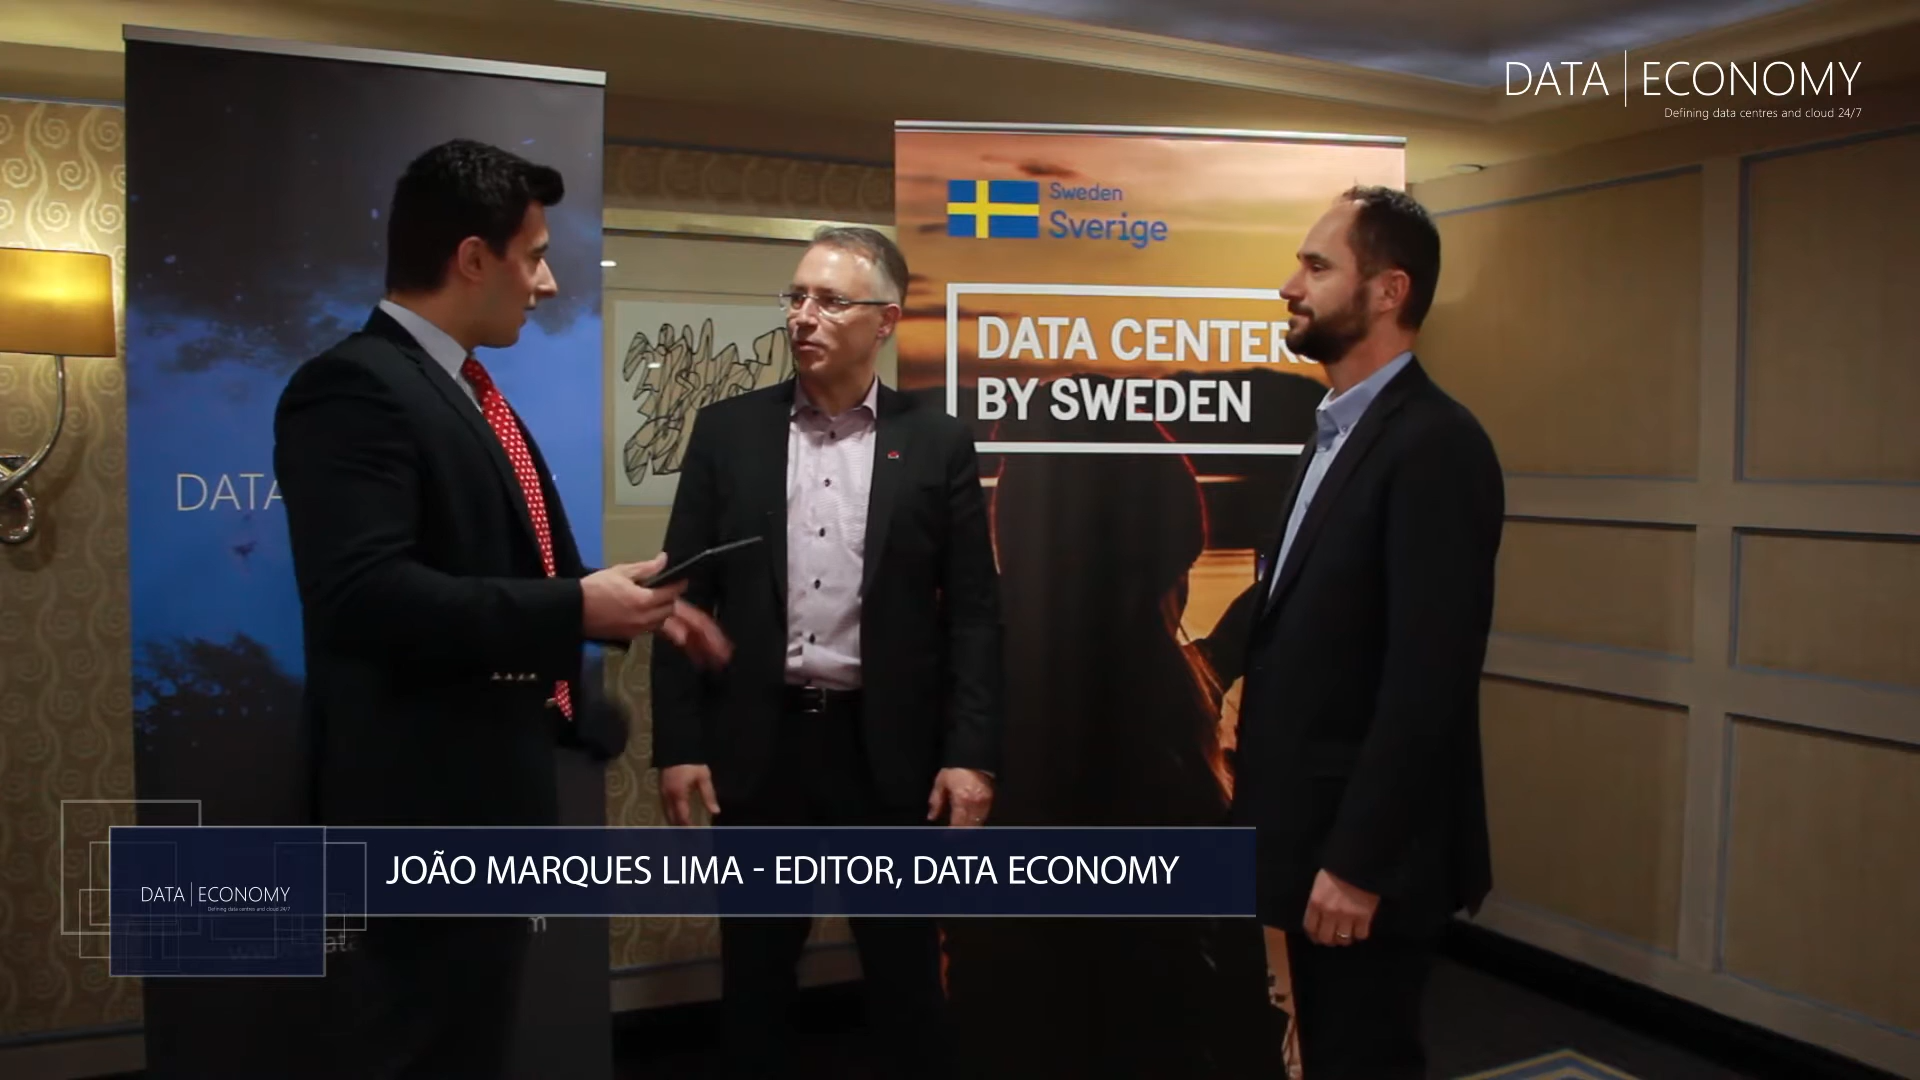 DATA | ECONOMY
Defining data centres and cloud 24/7
Sweden
Sverige
DATA CENTERS
BY SWEDEN
DATA
JOÃO MARQUES LIMA - EDITOR, DATA ECONOMY
DATA | ECONOMY
Defining data centres and cloud 24/7